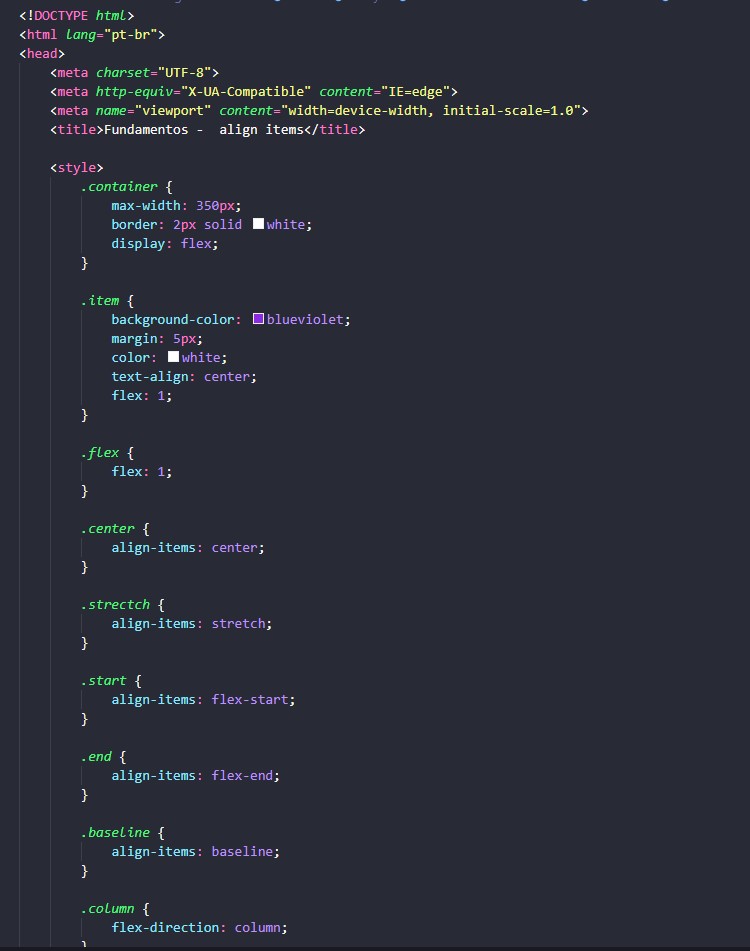 <!DOCTYPE html>
<html lang="pt-br">
<head>
    <meta charset="UTF-8">
    <meta http-equiv="X-UA-Compatible" content="IE=edge">
    <meta name="viewport" content="width=device-width, initial-scale=1.0">
    <title>Fundamentos -  align items</title>

    <style>
        .container {
            max-width: 350px;
            border: 2px solid white;
            display: flex;
        }

        .item {
            background-color: blueviolet;
            margin: 5px;
            color: white;
            text-align: center;
            flex: 1;
        }

        .flex {
            flex: 1;
        }

        .center {
            align-items: center;
        }

        .strectch {
            align-items: stretch;
        }

        .start {
            align-items: flex-start;
        }

        .end {
            align-items: flex-end;
        }

        .baseline {
            align-items: baseline;
        }

        .column {
            flex-direction: column;
        }